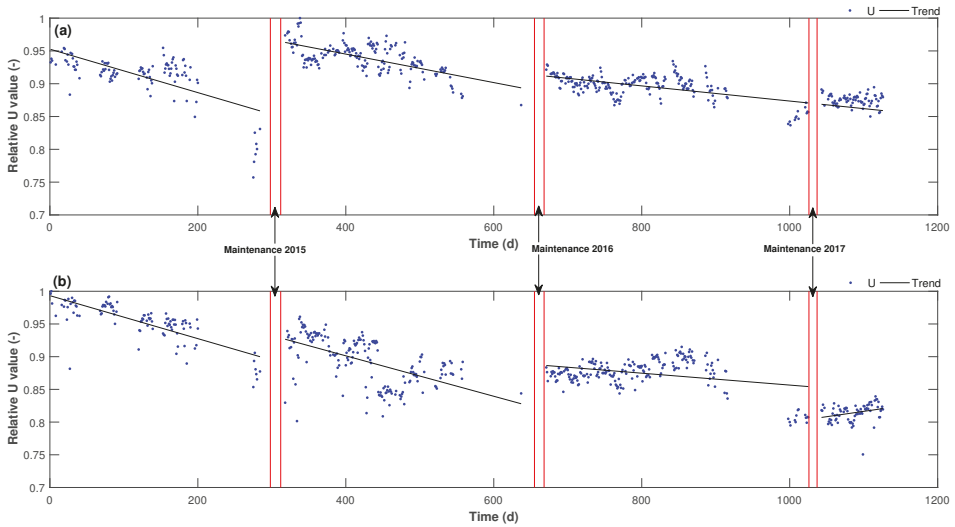 U Trend
(a)
Relative U value (-)
1
0.95
0.9
0.85
0.8
0.75
0.7
0 200 400 600 800 1000 1200
Time (d)
Maintenance 2015 Maintenance 2016 Maintenance 2017
(b)
U Trend
Relative U value (-)
1
0.95
0.9
0.85
0.8
0.75
0.7
0 200 400 600 800 1000 1200
Time (d)